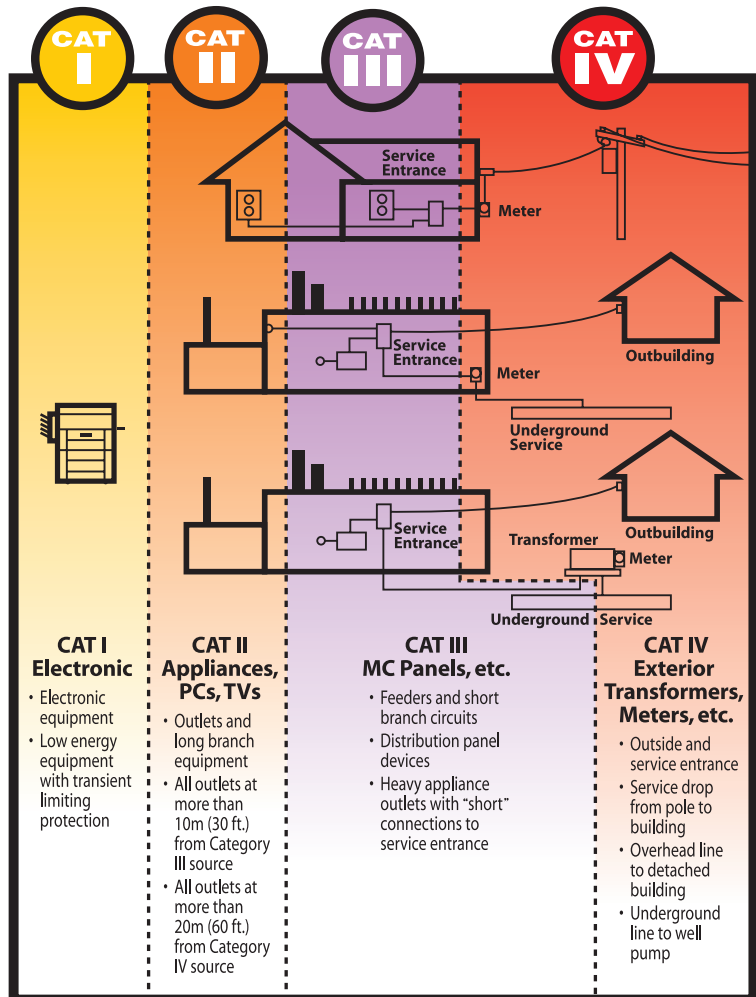 CAT
I
CAT
II
CAT
III
CAT
IV
Service
Entrance
Meter
Service
Entrance
Meter
Outbuilding
Underground
Service
Service
Entrance
Transformer
Meter
Outbuilding
Underground Service
CAT I
Electronic
• Electronic
equipment
• Low energy
equipment
with transient
limiting
protection
CAT II
Appliances,
PCs, TVs
• Outlets and
long branch
equipment
• All outlets at
more than
10m (30 ft.)
from Category
III source
• All outlets at
more than
20m (60 ft.)
from Category
IV source
CAT III
MC Panels, etc.
• Feeders and short
branch circuits
• Distribution panel
devices
• Heavy appliance
outlets with “short”
connections to
service entrance
CAT IV
Exterior
Transformers,
Meters, etc.
• Outside and
service entrance
• Service drop
from pole to
building
• Overhead line
to detached
building
• Underground
line to well
pump